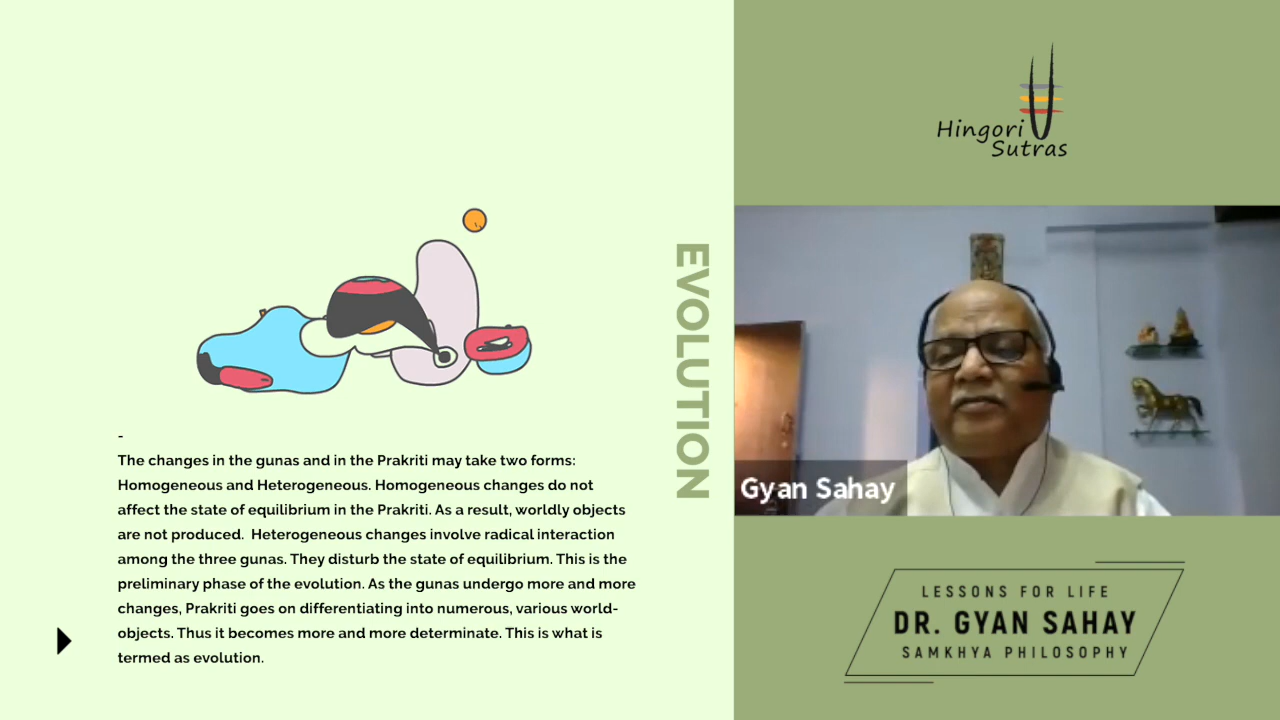 -
The changes in the gunas and in the Prakriti may take two forms:
Homogeneous and Heterogeneous. Homogeneous changes do not
affect the state of equilibrium in the Prakriti. As a result, worldly objects
are not produced.  Heterogeneous changes involve radical interaction
among the three gunas. They disturb the state of equilibrium. This is the
preliminary phase of the evolution. As the gunas undergo more and more
changes, Prakriti goes on differentiating into numerous, various world-
objects. Thus it becomes more and more determinate. This is what is
termed as evolution.
EVOLUTION
Hingori
Sutras
Gyan Sahay
LESSONS FOR LIFE
DR. GYAN SAHAY
SAMKHYA PHILOSOPHY